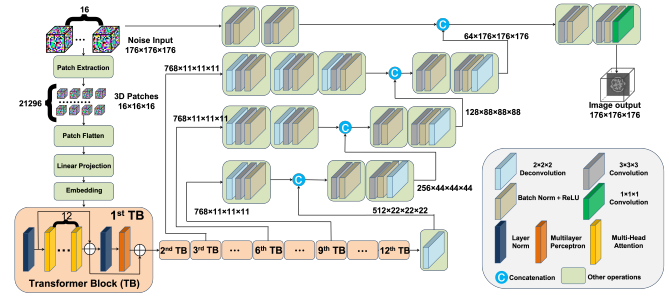 16
Noise Input
176×176×176
Patch Extraction
21296
3D Patches
16×16×16
Patch Flatten
Linear Projection
Embedding
1st TB
12
Transformer Block (TB)
2nd TB
3rd TB
...
6th TB
...
9th TB
...
12th TB
768×11×11×11
768×11×11×11
768×11×11×11
C
C
C
C
64×176×176×176
128×88×88×88
256×44×44×44
512×22×22×22
Image output
176×176×176
2×2×2
Deconvolution
3×3×3
Convolution
Batch Norm + ReLU
1×1×1
Convolution
Layer
Norm
Multilayer
Perceptron
Multi-Head
Attention
C
Concatenation
Other operations